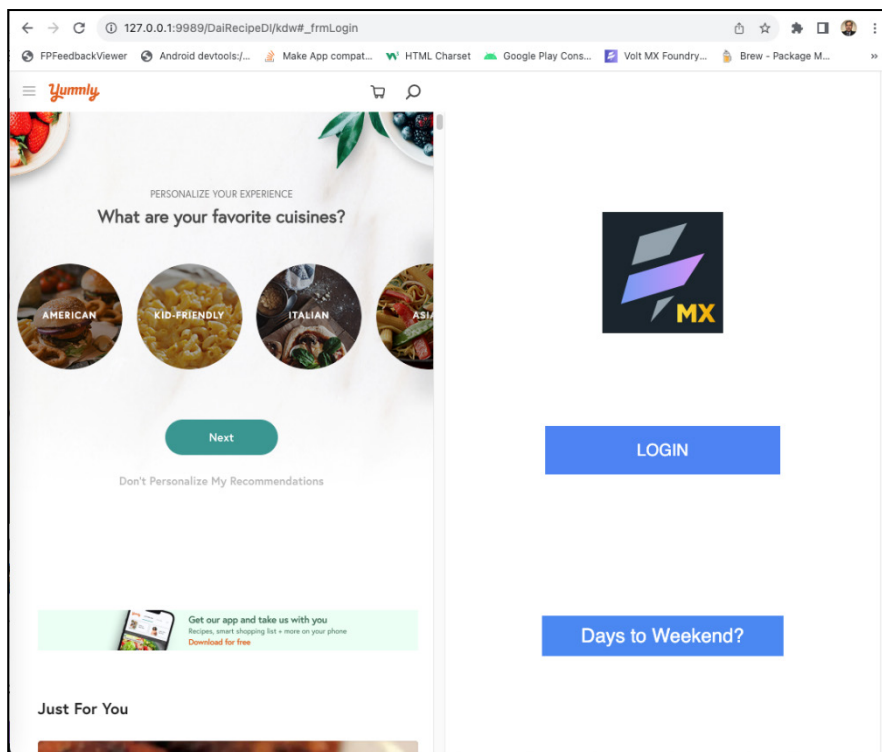 127.0.0.1:9989/DaiRecipeDI/kdw#_frmLogin
FPFeedbackViewer Android devtools:/... Make App compat... HTML Charset Google Play Cons... Volt MX Foundry... Brew - Package M... »
Yummly
PERSONALIZE YOUR EXPERIENCE
What are your favorite cuisines?
AMERICAN KID-FRIENDLY ITALIAN ASIA
Next
Don't Personalize My Recommendations
Get our app and take us with you
Recipes, smart shopping list + more on your phone
Download for free
Just For You
MX
LOGIN
Days to Weekend?